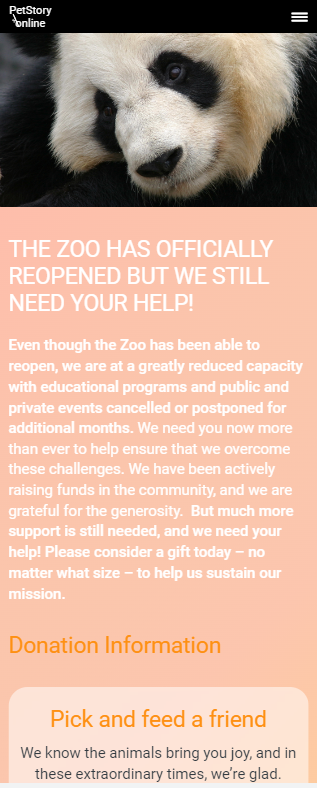 PetStory
online
THE ZOO HAS OFFICIALLY
REOPENED BUT WE STILL
NEED YOUR HELP!
Even though the Zoo has been able to
reopen, we are at a greatly reduced capacity
with educational programs and public and
private events cancelled or postponed for
additional months. We need you now more
than ever to help ensure that we overcome
these challenges. We have been actively
raising funds in the community, and we are
grateful for the generosity.  But much more
support is still needed, and we need your
help! Please consider a gift today – no
matter what size – to help us sustain our
mission.
Donation Information
Pick and feed a friend
We know the animals bring you joy, and in
these extraordinary times, we’re glad.